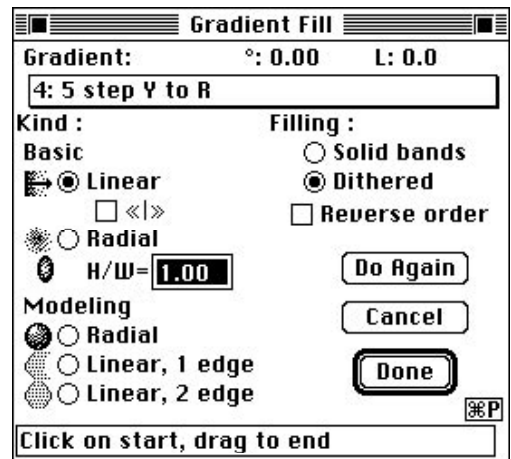 Gradient Fill
Gradient: °: 0.00 L: 0.0
4: 5 step Y to R
Kind : Filling :
Basic Solid bands
Linear Dithered
«|» Reverse order
Radial
H/W= 1.00 Do Again
Modeling Cancel
Radial
Linear, 1 edge Done
Linear, 2 edge
⌘P
Click on start, drag to end